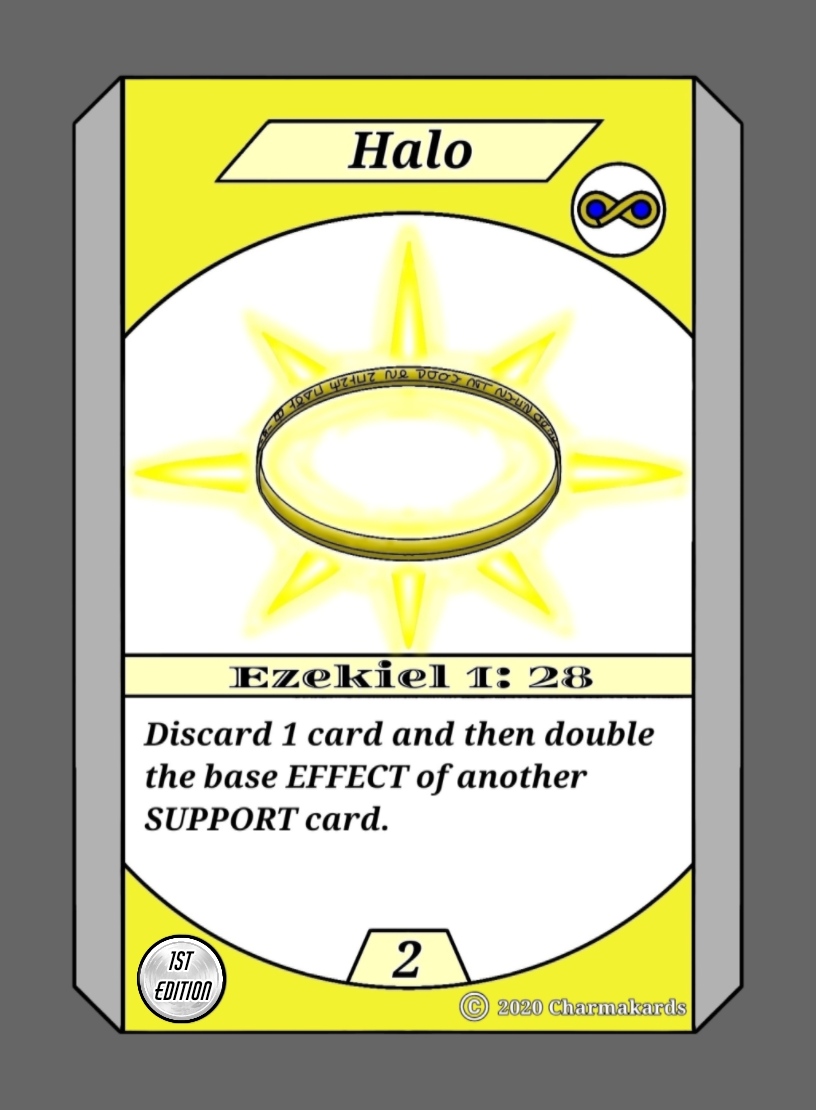 Halo
Ezekiel 1: 28
Discard 1 card and then double
the base EFFECT of another
SUPPORT card.
2
1ST
EDITION
© 2020 Charmakards